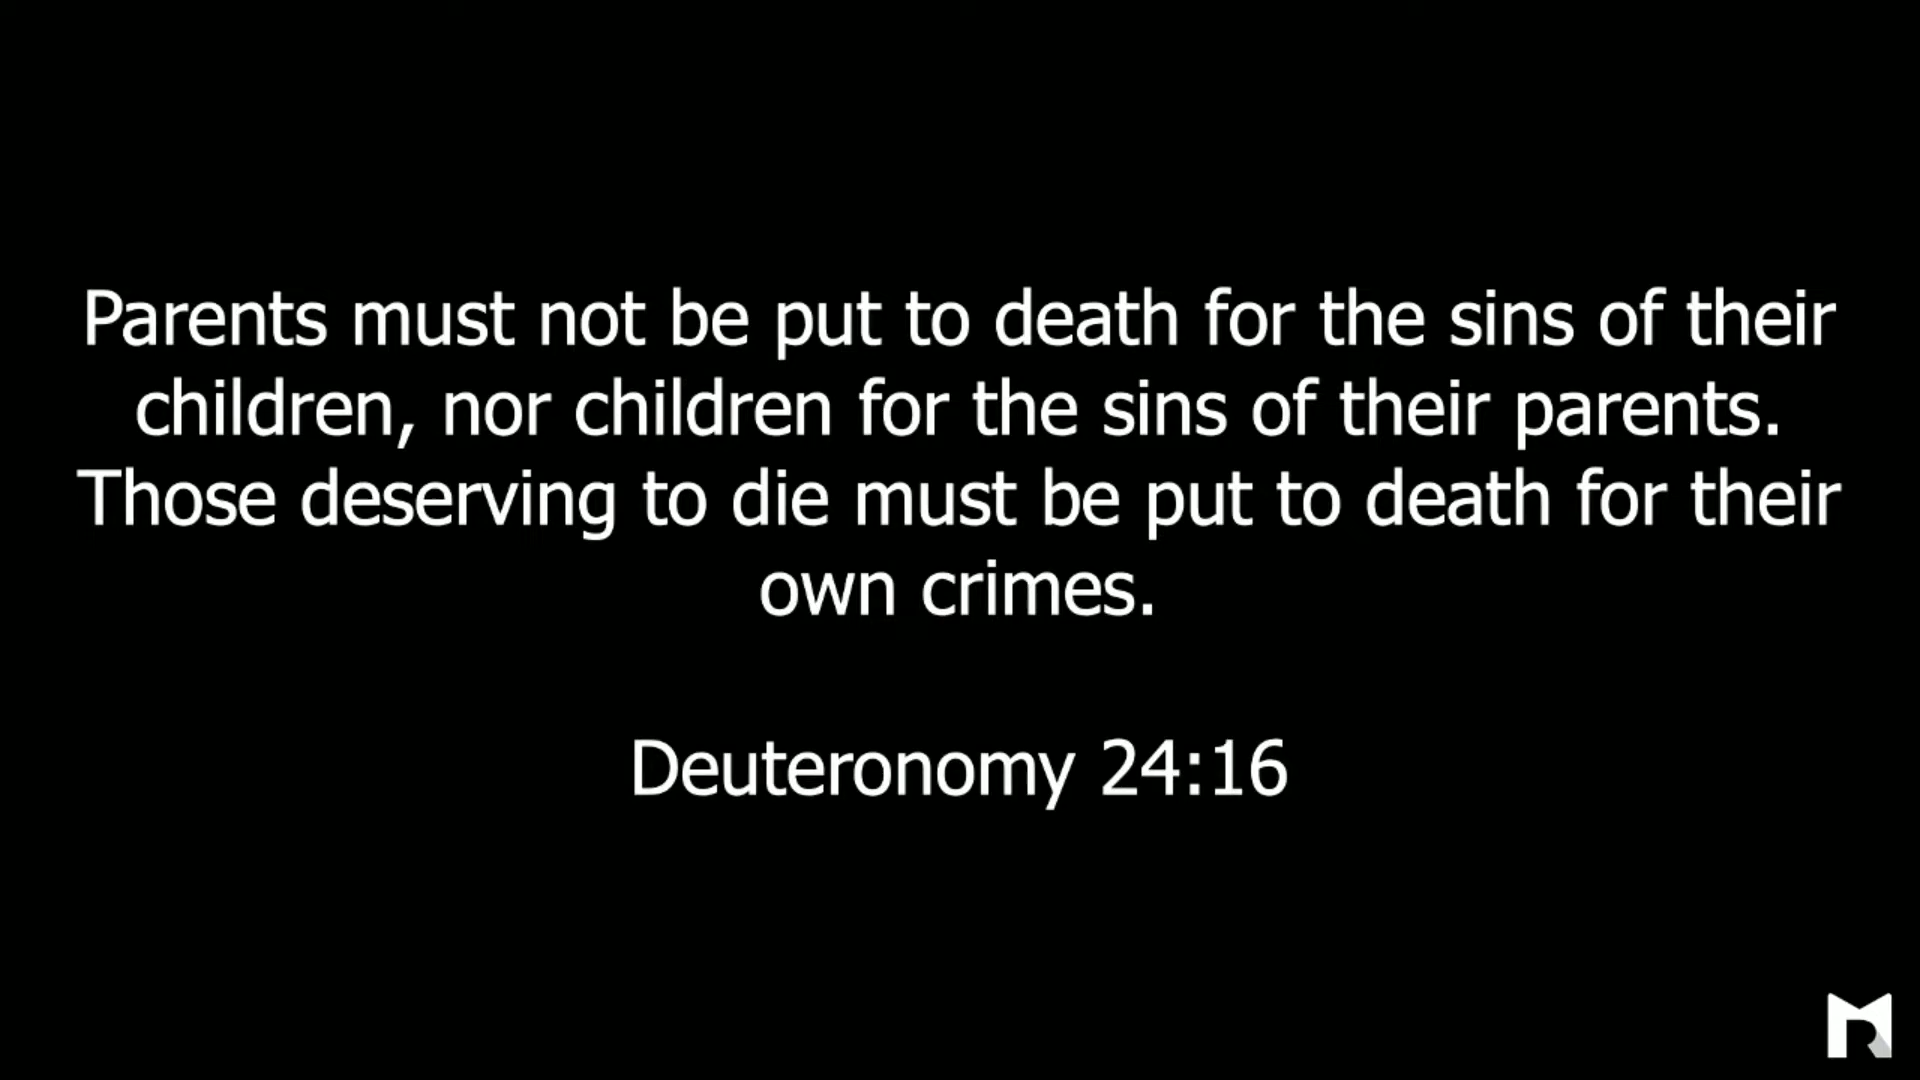 Parents must not be put to death for the sins of their
children, nor children for the sins of their parents.
Those deserving to die must be put to death for their
own crimes.
Deuteronomy 24:16